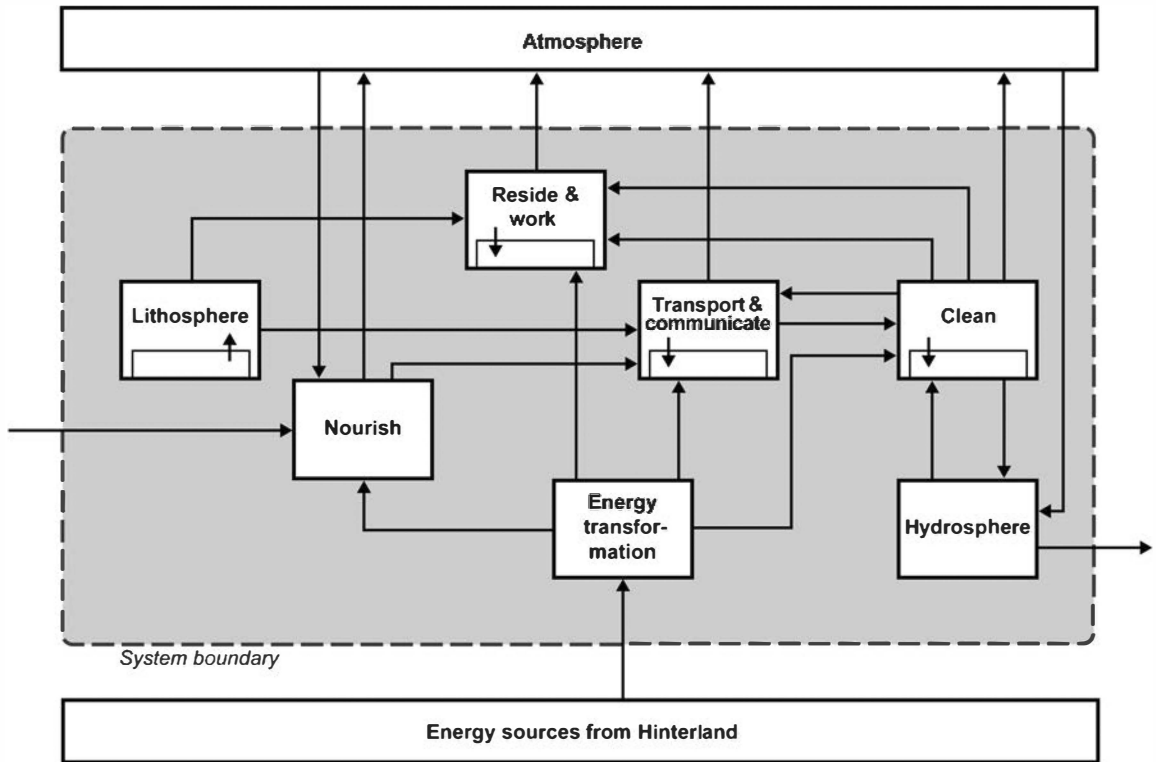 Atmosphere
Reside &
work
Lithosphere
Transport &
communicate
Clean
Nourish
Energy
transfor-
mation
Hydrosphere
System boundary
Energy sources from Hinterland